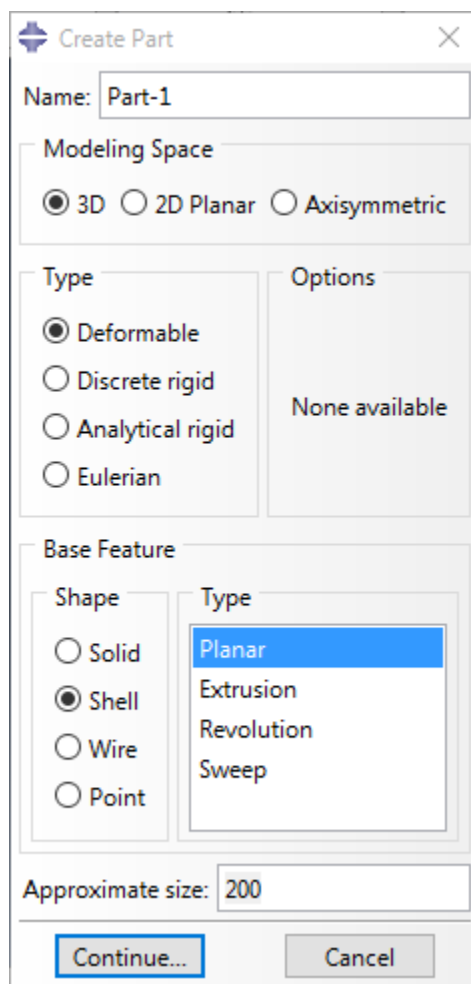 Create Part
Name: Part-1
Modeling Space
3D 2D Planar Axisymmetric
Type
Deformable
Discrete rigid
Analytical rigid
Eulerian
Options
None available
Base Feature
Shape
Solid
Shell
Wire
Point
Type
Planar
Extrusion
Revolution
Sweep
Approximate size: 200
Continue... Cancel